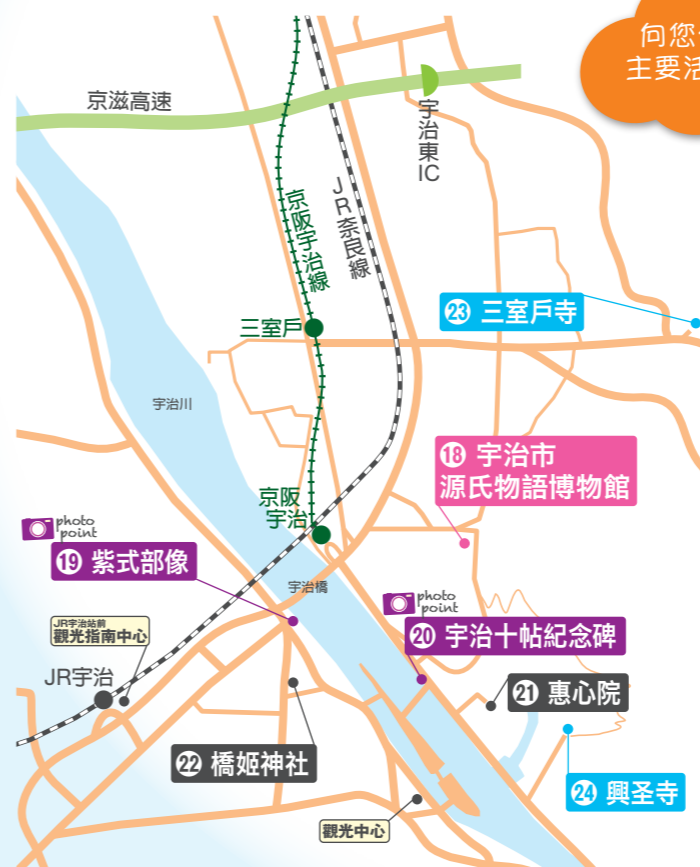 向您
主要活
京滋高速
宇治東IC
京阪宇治線
JR奈良線
㉓ 三室戶寺
三室戶
宇治川
⑱ 宇治市
源氏物語博物館
京阪
宇治
photo
point
⑲ 紫式部像
宇治橋
photo
point
JR宇治站前
觀光指南中心
⑳ 宇治十帖紀念碑
JR宇治
㉑ 惠心院
㉒ 橋姬神社
㉔ 興圣寺
觀光中心